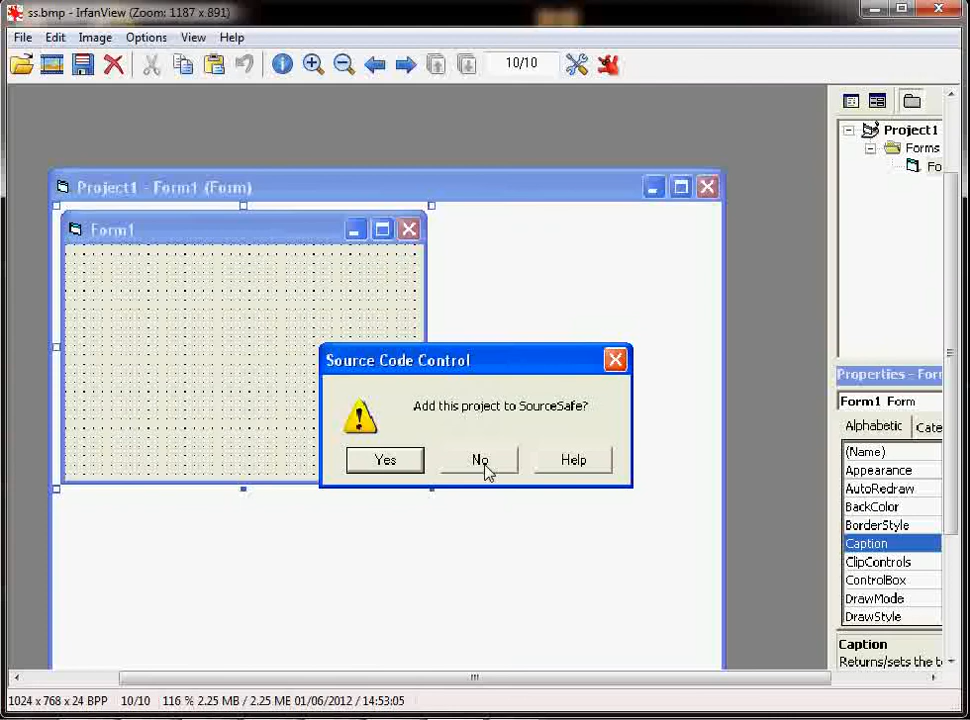 ss.bmp - IrfanView (Zoom: 1187 x 891)
File Edit Image Options View Help
10/10
Project1
Forms
Fo
Project1 - Form1 (Form)
Form1
Source Code Control
Add this project to SourceSafe?
Yes No Help
Properties - Form
Form1 Form
Alphabetic Cate
(Name)
Appearance
AutoRedraw
BackColor
BorderStyle
Caption
ClipControls
ControlBox
DrawMode
DrawStyle
Caption
Returns/sets the t
1024 x 768 x 24 BPP 10/10 116 % 2.25 MB / 2.25 ME 01/06/2012 / 14:53:05